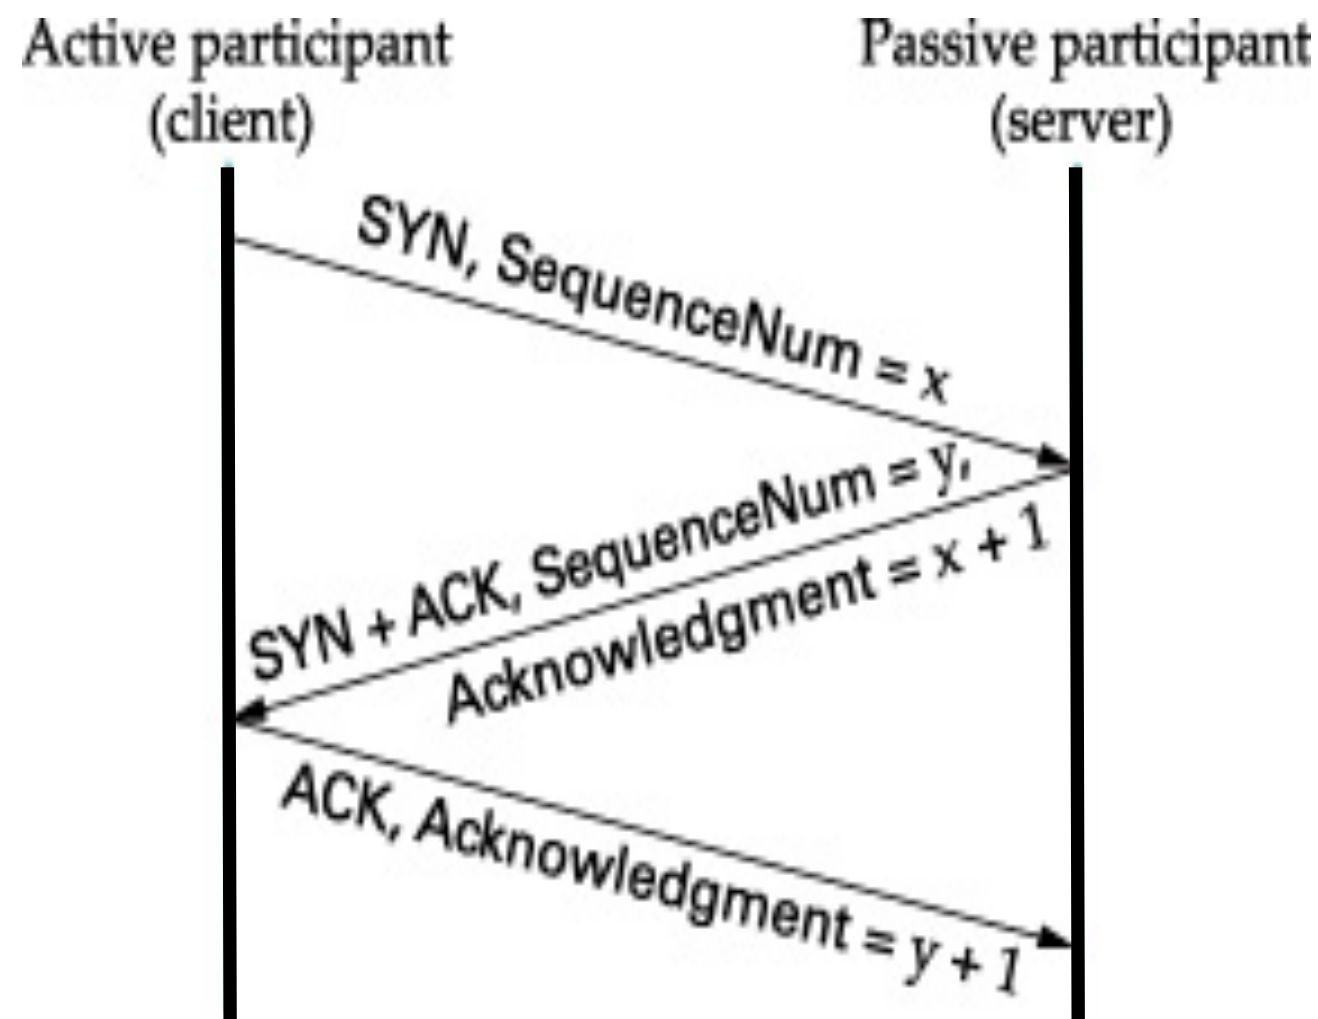 Active participant
(client)
Passive participant
(server)
SYN, SequenceNum = x
SYN + ACK, SequenceNum = y,
Acknowledgment = x + 1
ACK, Acknowledgment = y + 1